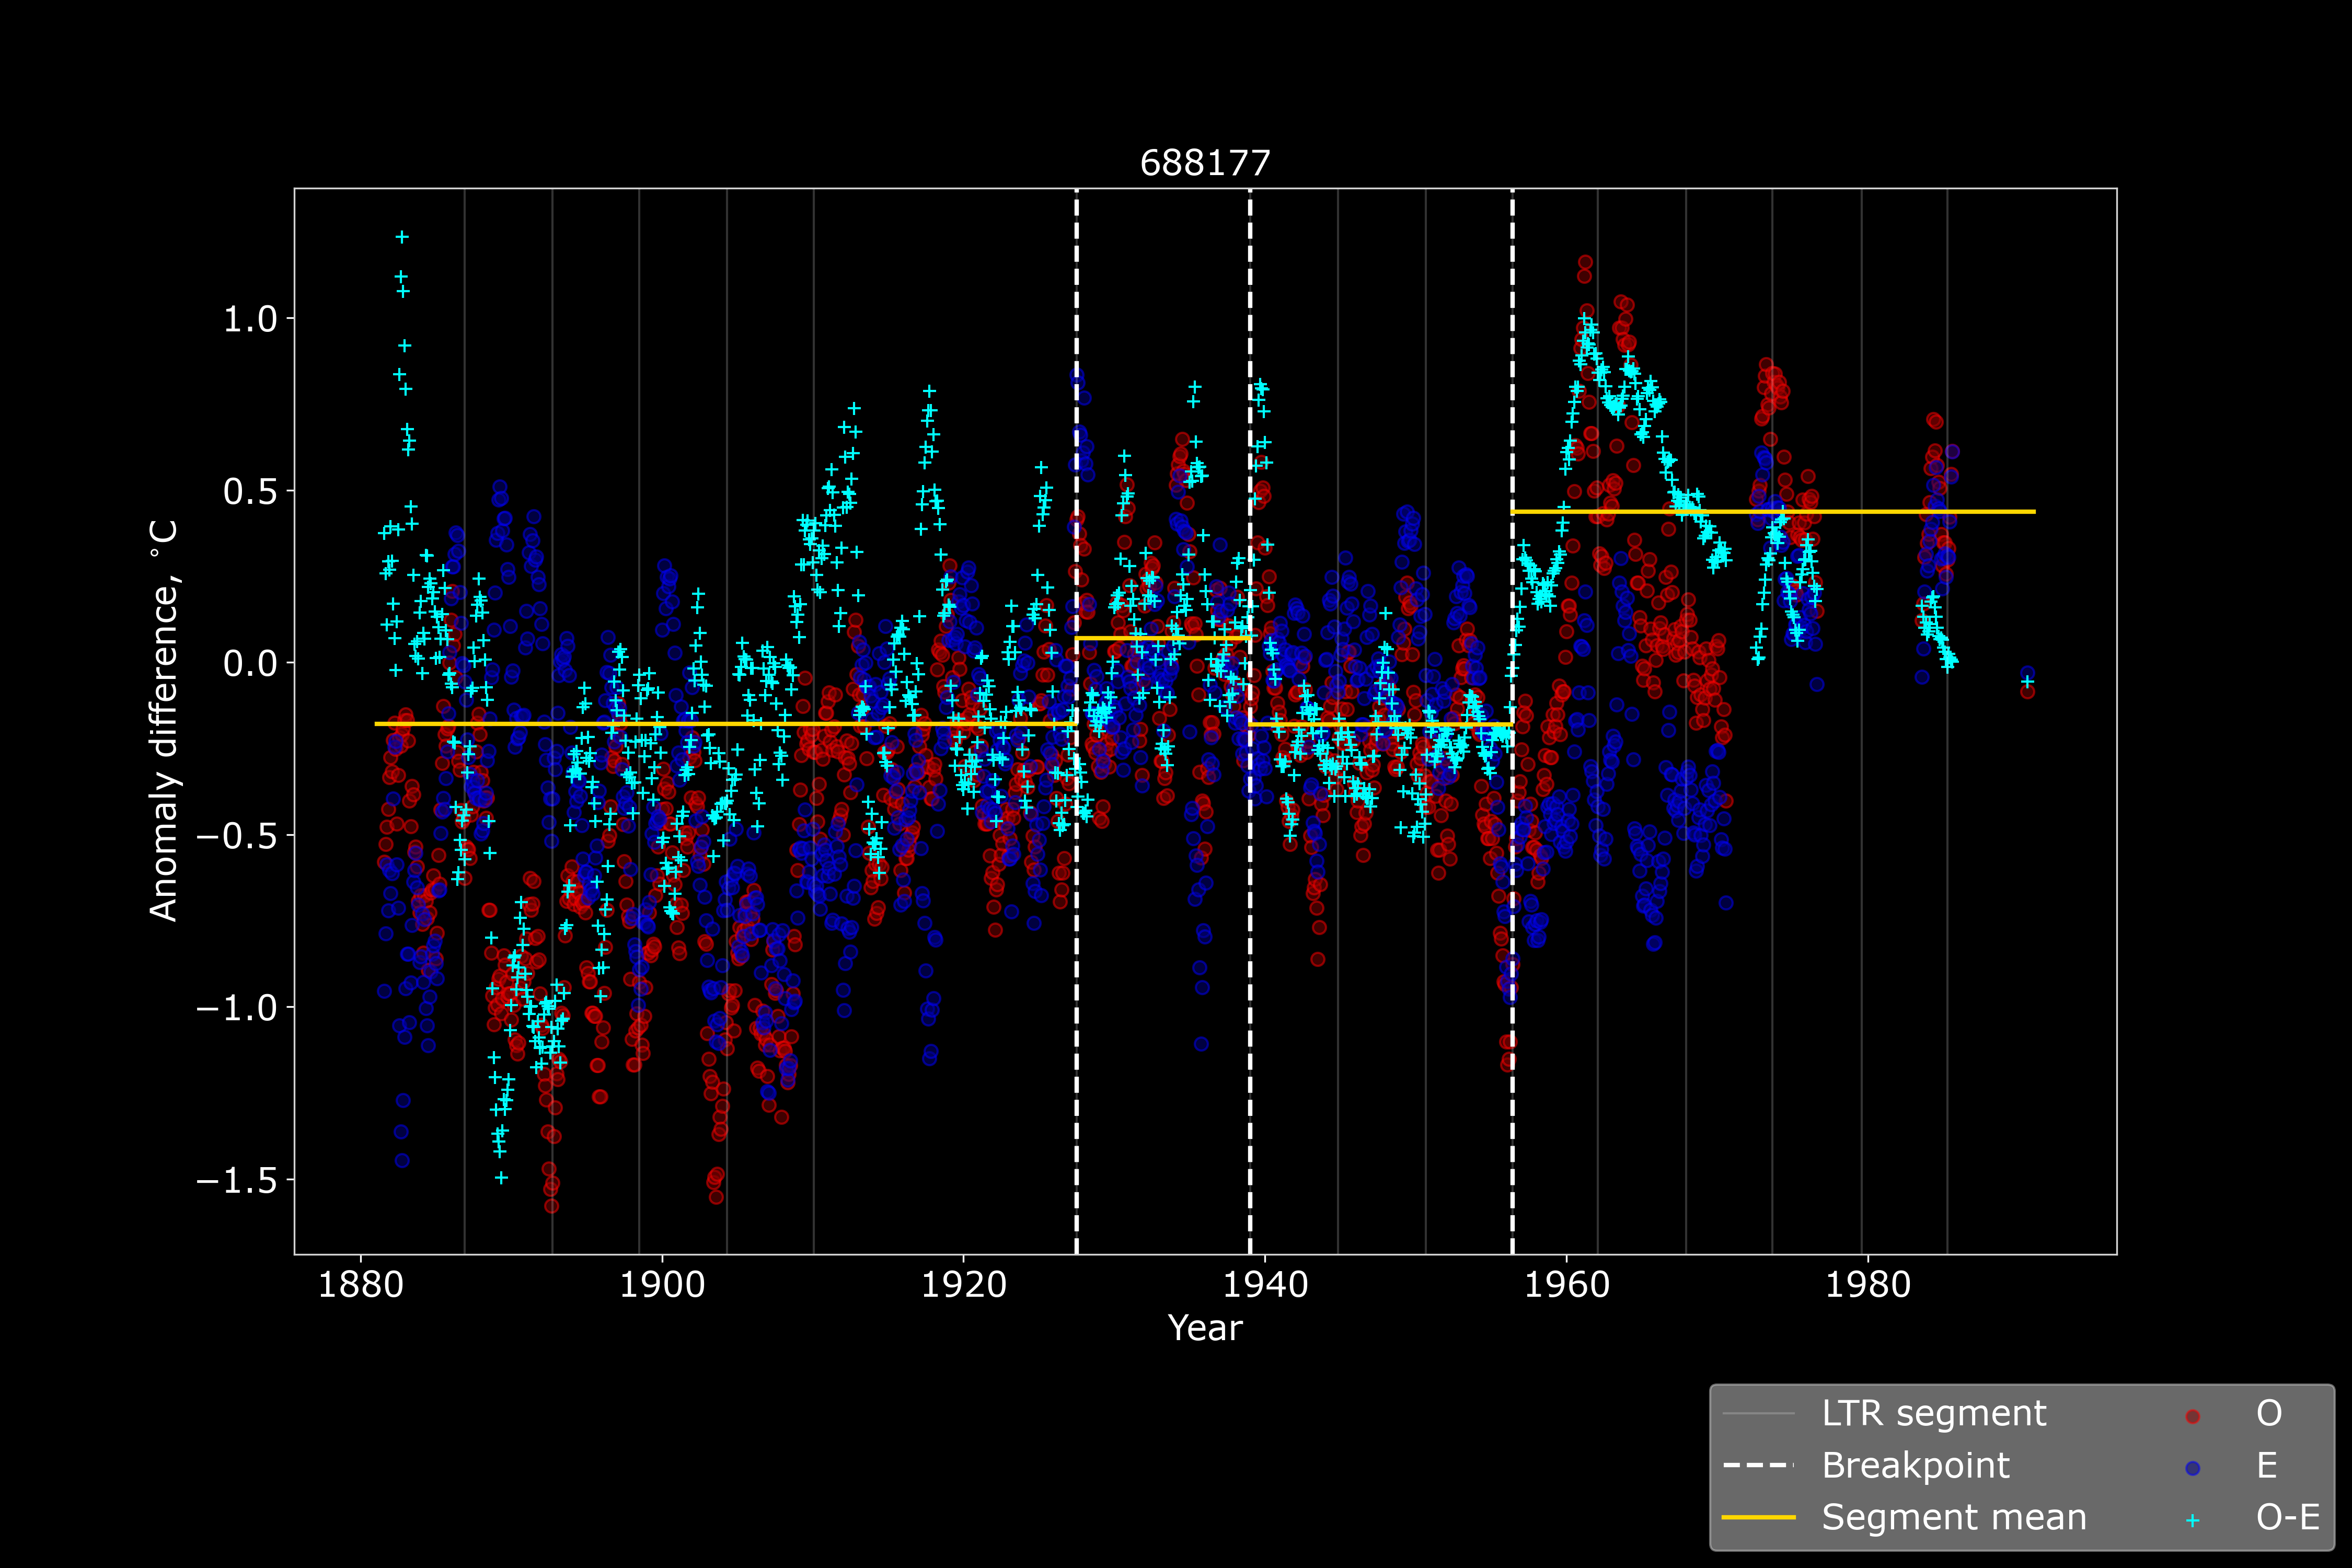 688177
Anomaly difference, °C
1.0
0.5
0.0
−0.5
−1.0
−1.5
1880 1900 1920 1940 1960 1980
Year
LTR segment O
Breakpoint E
Segment mean O-E